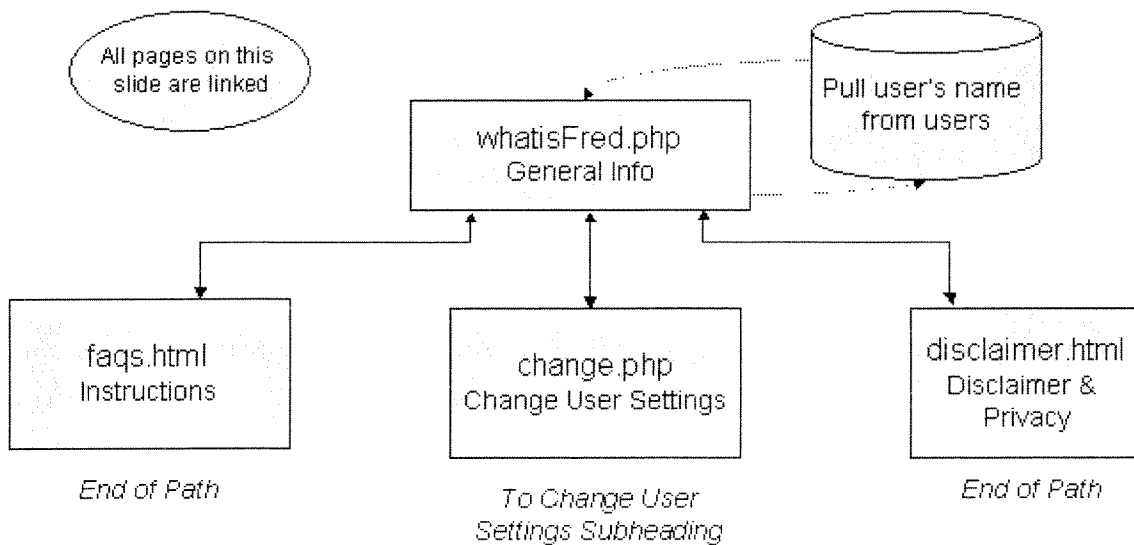 All pages on this
slide are linked
Pull user's name
from users
whatisFred.php
General Info
faqs.html
Instructions
change.php
Change User Settings
disclaimer.html
Disclaimer &
Privacy
End of Path
To Change User
Settings Subheading
End of Path